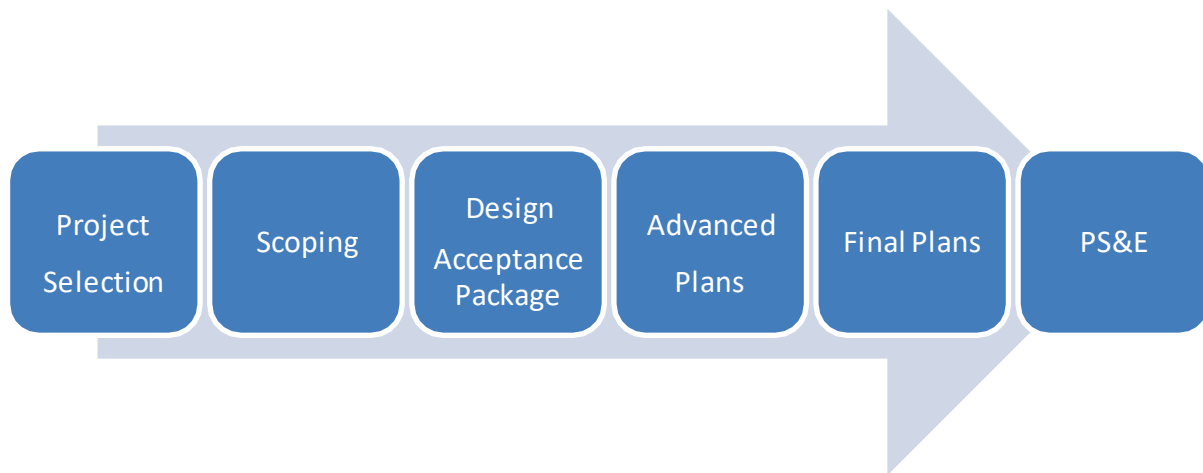 Project
Selection
Scoping
Design
Acceptance
Package
Advanced
Plans
Final Plans
PS&E